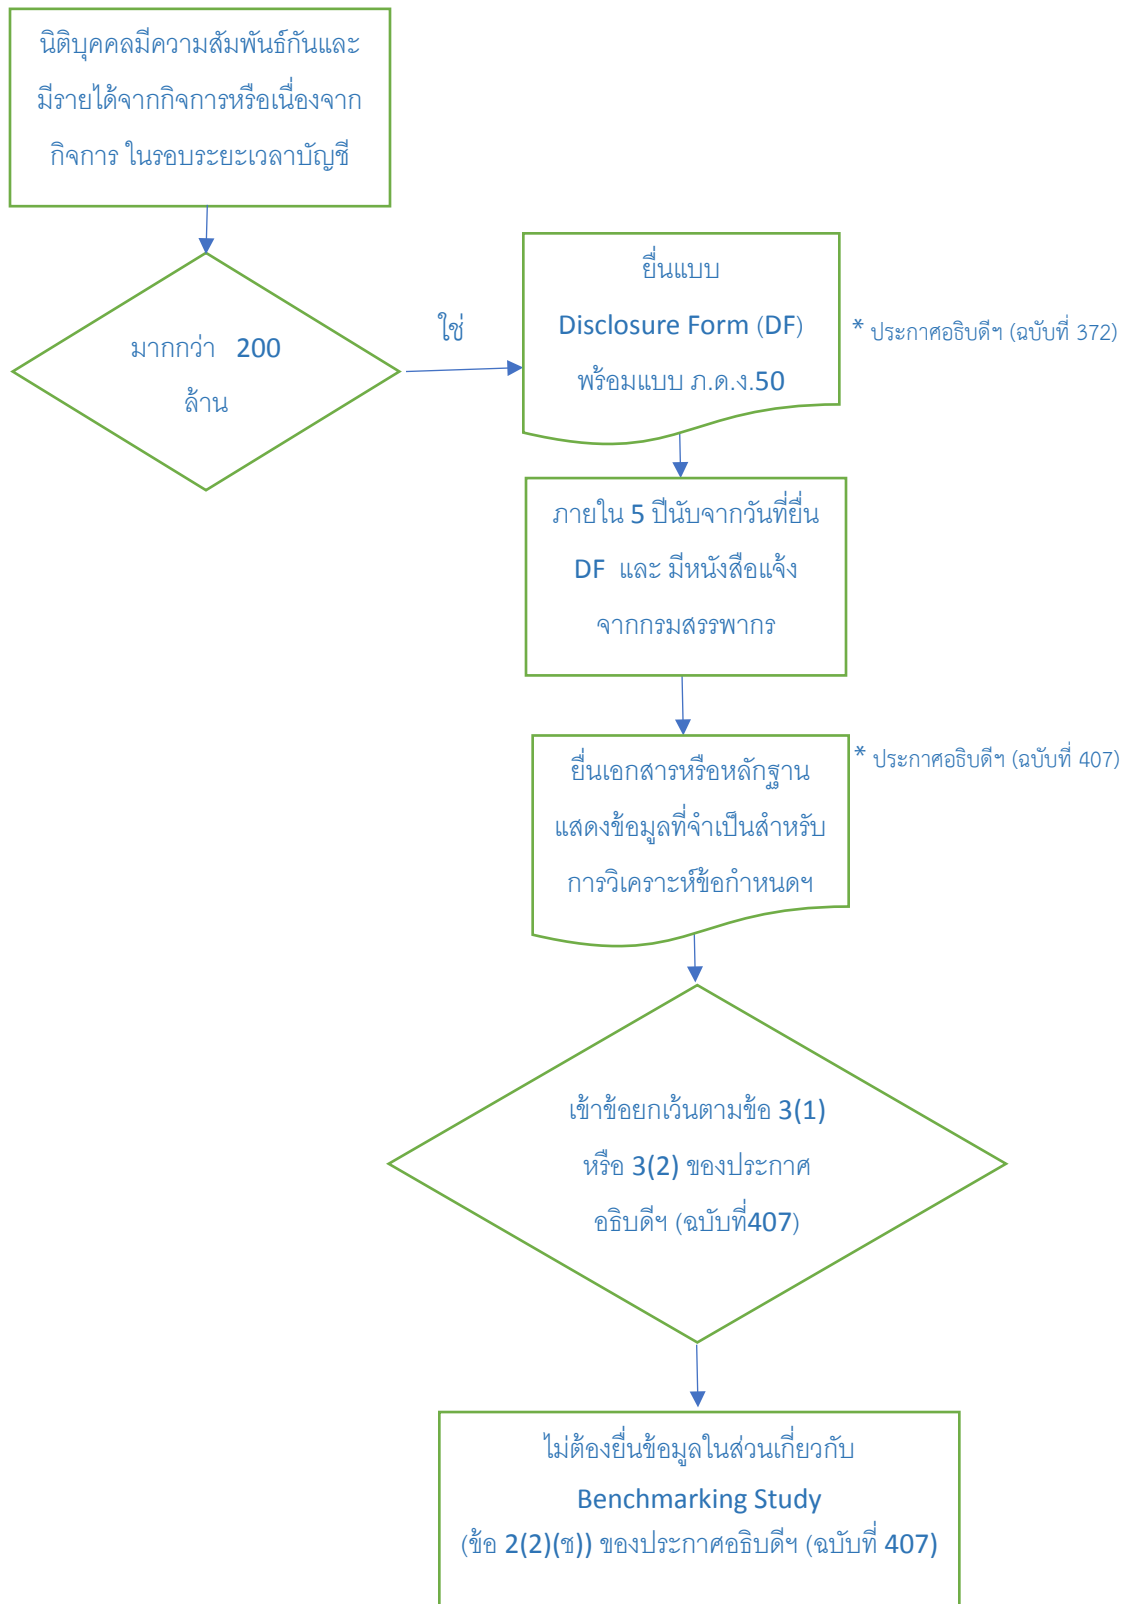 นิติบุคคลมีความสัมพันธ์กันและ
มีรายได้จากกิจการหรือเนื่องจาก
กิจการ ในรอบระยะเวลาบัญชี
มากกว่า 200
ล้าน
ใช่
ยื่นแบบ
Disclosure Form (DF)
พร้อมแบบ ภ.ด.ง.50
* ประกาศอธิบดีฯ (ฉบับที่ 372)
ภายใน 5 ปีนับจากวันที่ยื่น
DF และ มีหนังสือแจ้ง
จากกรมสรรพากร
ยื่นเอกสารหรือหลักฐาน
แสดงข้อมูลที่จำเป็นสำหรับ
การวิเคราะห์ข้อกำหนดฯ
* ประกาศอธิบดีฯ (ฉบับที่ 407)
เข้าข้อยกเว้นตามข้อ 3(1)
หรือ 3(2) ของประกาศ
อธิบดีฯ (ฉบับที่407)
ไม่ต้องยื่นข้อมูลในส่วนเกี่ยวกับ
Benchmarking Study
(ข้อ 2(2)(ช)) ของประกาศอธิบดีฯ (ฉบับที่ 407)